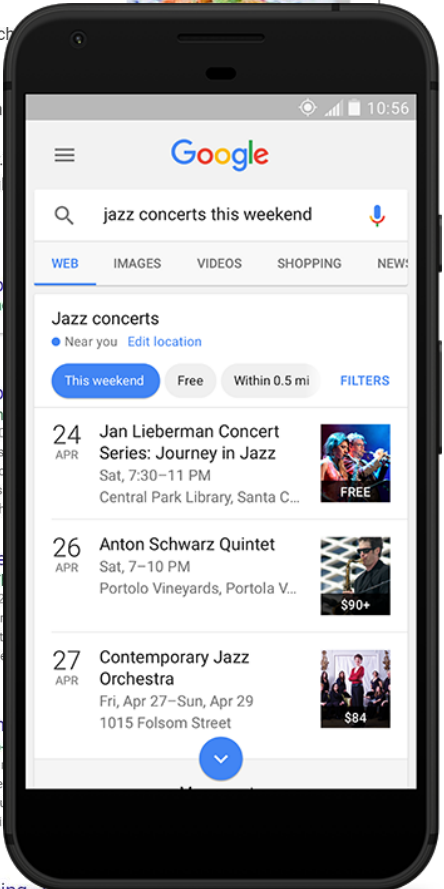 10:56
Google
jazz concerts this weekend
WEB IMAGES VIDEOS SHOPPING NEWS
Jazz concerts
Near you Edit location
This weekend Free Within 0.5 mi FILTERS
24 Jan Lieberman Concert
APR Series: Journey in Jazz
Sat, 7:30–11 PM
Central Park Library, Santa C...
FREE
26 Anton Schwarz Quintet
APR Sat, 7–10 PM
Portolo Vineyards, Portola V...
$90+
27 Contemporary Jazz
APR Orchestra
Fri, Apr 27–Sun, Apr 29
1015 Folsom Street
$84